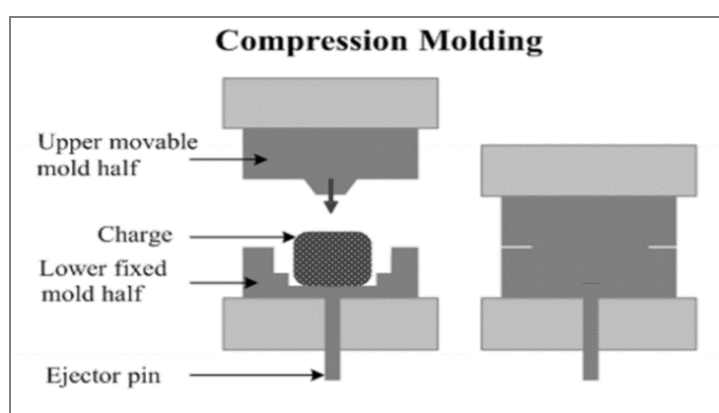 Compression Molding
Upper movable
mold half
Charge
Lower fixed
mold half
Ejector pin